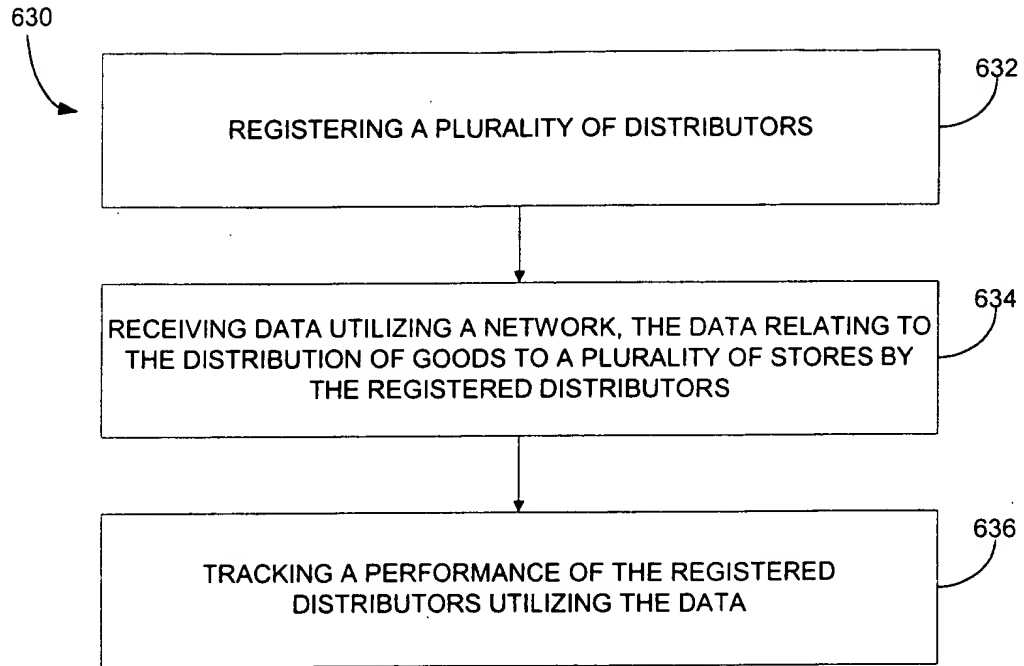 630
632
REGISTERING A PLURALITY OF DISTRIBUTORS
634
RECEIVING DATA UTILIZING A NETWORK, THE DATA RELATING TO
THE DISTRIBUTION OF GOODS TO A PLURALITY OF STORES BY
THE REGISTERED DISTRIBUTORS
636
TRACKING A PERFORMANCE OF THE REGISTERED
DISTRIBUTORS UTILIZING THE DATA